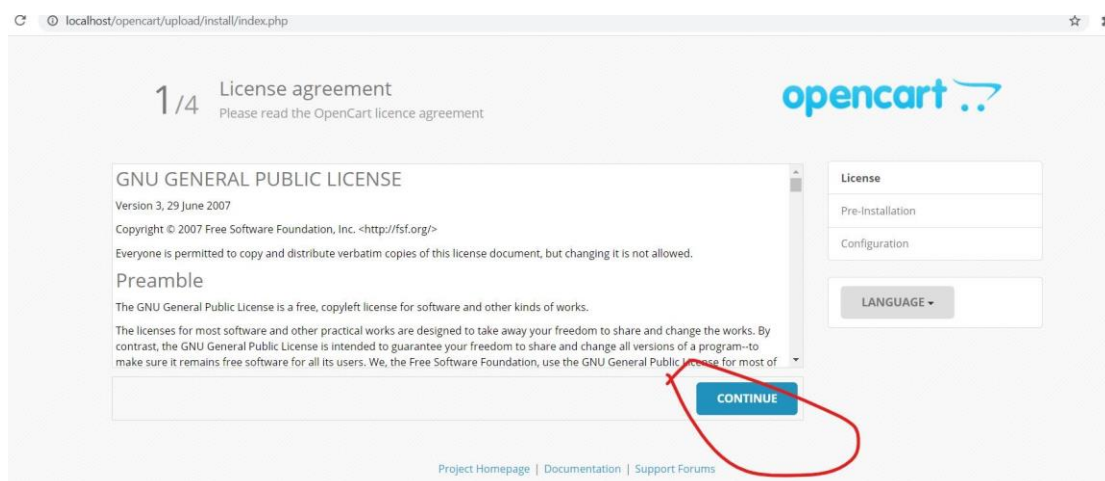 localhost/opencart/upload/install/index.php
1/4
License agreement
Please read the OpenCart licence agreement
opencart
GNU GENERAL PUBLIC LICENSE
Version 3, 29 June 2007
Copyright © 2007 Free Software Foundation, Inc. <http://fsf.org/>
Everyone is permitted to copy and distribute verbatim copies of this license document, but changing it is not allowed.
Preamble
The GNU General Public License is a free, copyleft license for software and other kinds of works.
The licenses for most software and other practical works are designed to take away your freedom to share and change the works. By
contrast, the GNU General Public License is intended to guarantee your freedom to share and change all versions of a program--to
make sure it remains free software for all its users. We, the Free Software Foundation, use the GNU General Public License for most of
License
Pre-Installation
Configuration
LANGUAGE
CONTINUE
Project Homepage | Documentation | Support Forums